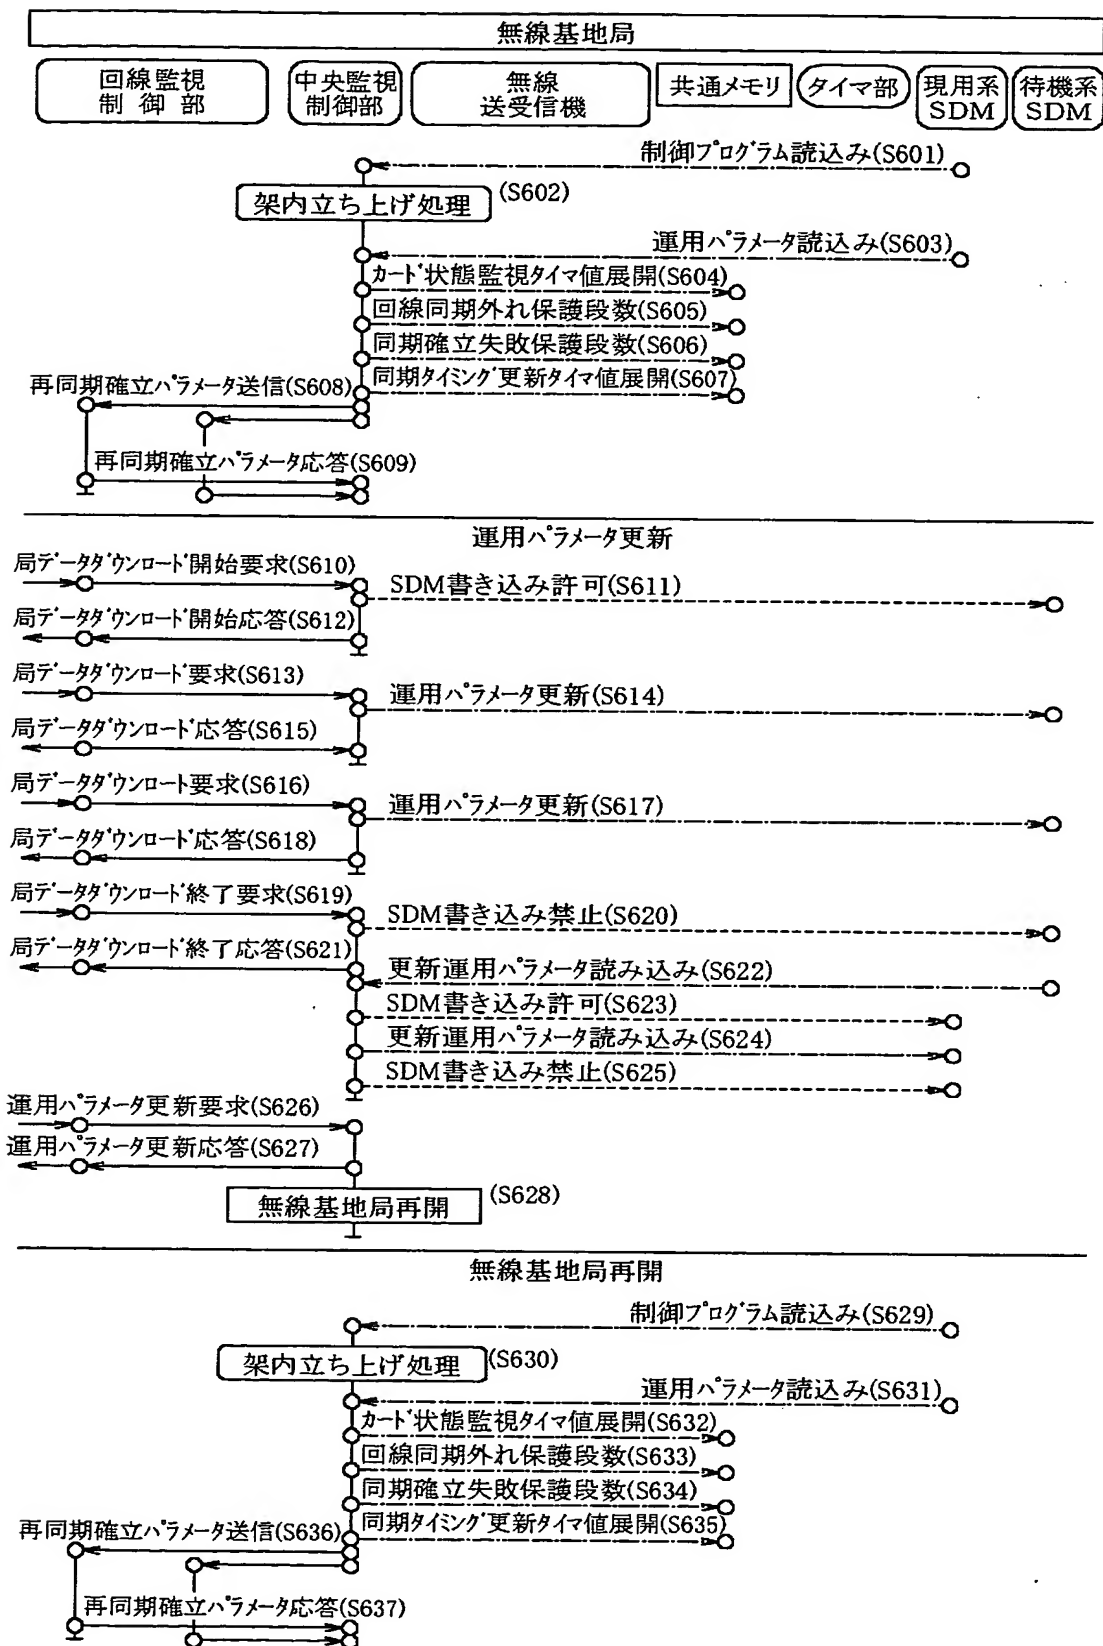 無線基地局
回線監視
制御部
中央監視
制御部
無線
送受信機
共通メモリ
タイマ部
現用系
SDM
待機系
SDM
制御プログラム読込み(S601)
架内立ち上げ処理
(S602)
運用パラメータ読込み(S603)
カード状態監視タイマ値展開(S604)
回線同期外れ保護段数(S605)
同期確立失敗保護段数(S606)
同期タイミング更新タイマ値展開(S607)
再同期確立パラメータ送信(S608)
再同期確立パラメータ応答(S609)
運用パラメータ更新
局データダウンロード開始要求(S610)
SDM書き込み許可(S611)
局データダウンロード開始応答(S612)
局データダウンロード要求(S613)
運用パラメータ更新(S614)
局データダウンロード応答(S615)
局データダウンロート要求(S616)
運用パラメータ更新(S617)
局データダウンロード応答(S618)
局データダウンロード終了要求(S619)
SDM書き込み禁止(S620)
局データダウンロード終了応答(S621)
更新運用パラメータ読み込み(S622)
SDM書き込み許可(S623)
更新運用パラメータ読み込み(S624)
SDM書き込み禁止(S625)
運用パラメータ更新要求(S626)
運用パラメータ更新応答(S627)
無線基地局再開
(S628)
無線基地局再開
制御プログラム読込み(S629)
架内立ち上げ処理
(S630)
運用パラメータ読込み(S631)
カード状態監視タイマ値展開(S632)
回線同期外れ保護段数(S633)
同期確立失敗保護段数(S634)
同期タイミング更新タイマ値展開(S635)
再同期確立パラメータ送信(S636)
再同期確立パラメータ応答(S637)